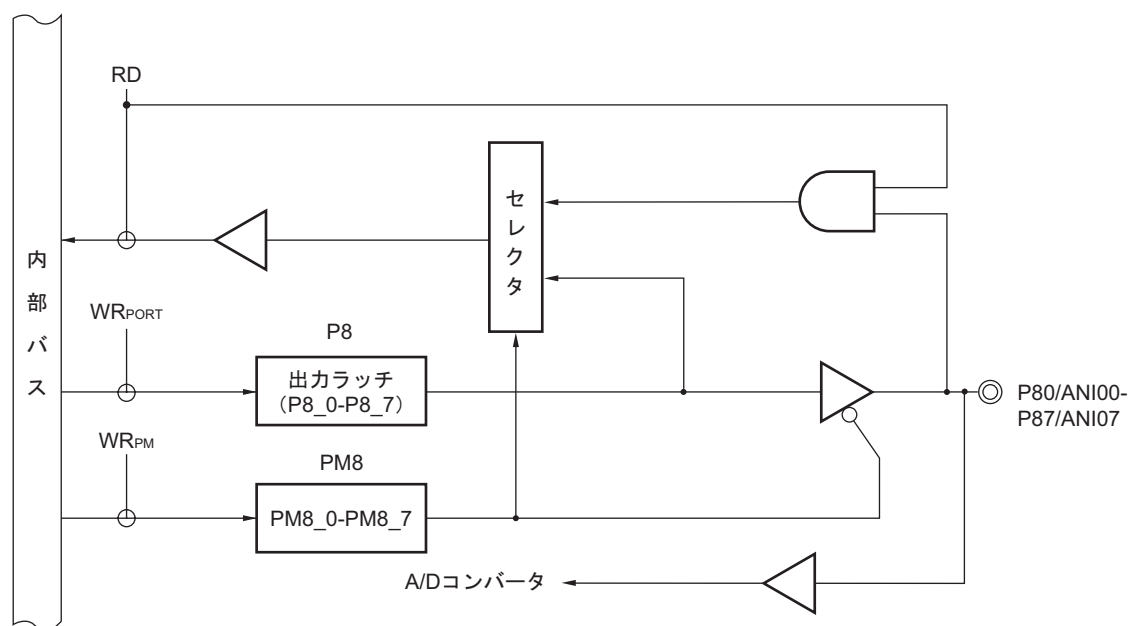 RD
セレクタ
内部バス
WRPORT
P8
出力ラッチ
（P8_0-P8_7）
P80/ANI00-
P87/ANI07
WRPM
PM8
PM8_0-PM8_7
A/Dコンバータ